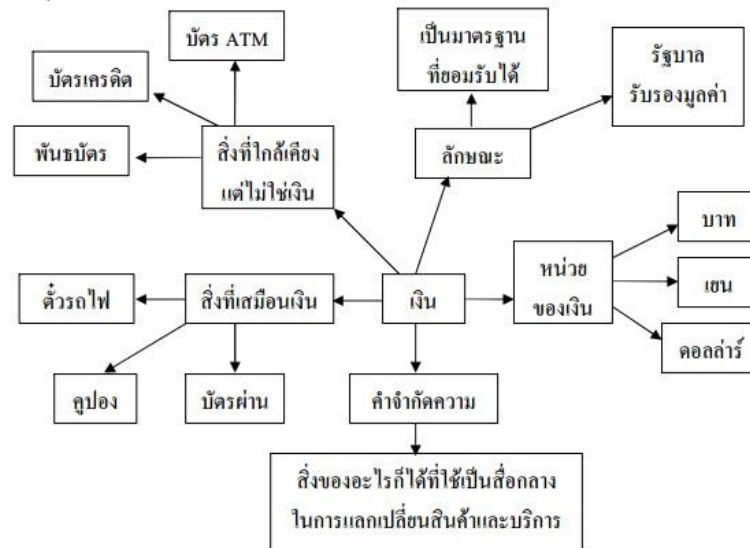 บัตร ATM
เป็นมาตรฐาน
ที่ยอมรับได้
รัฐบาล
รับรองมูลค่า
บัตรเครดิต
พันธบัตร
สิ่งที่ใกล้เคียง
แต่ไม่ใช่เงิน
ลักษณะ
บาท
หน่วย
ของเงิน
เยน
ดอลล่าร์
ตั๋วรถไฟ
สิ่งที่เสมือนเงิน
เงิน
คูปอง
บัตรผ่าน
คำจำกัดความ
สิ่งของอะไรก็ได้ที่ใช้เป็นสื่อกลาง
ในการแลกเปลี่ยนสินค้าและบริการ